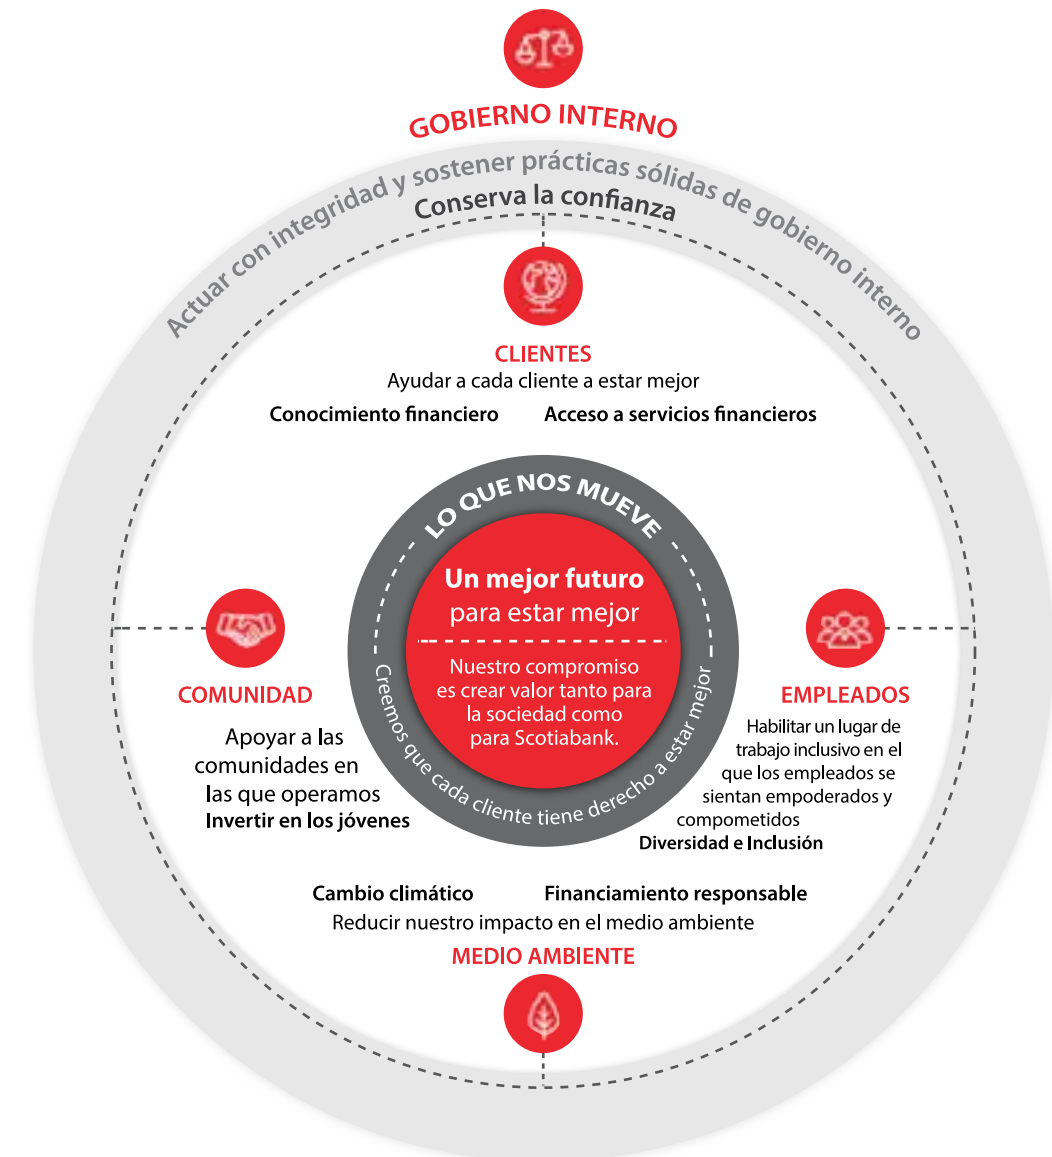 GOBIERNO INTERNO
Actuar con integridad y sostener prácticas sólidas de gobierno interno
Conserva la confianza
CLIENTES
Ayudar a cada cliente a estar mejor
Conocimiento financiero
Acceso a servicios financieros
LO QUE NOS MUEVE
Un mejor futuro
para estar mejor
Nuestro compromiso
es crear valor tanto para
la sociedad como
para Scotiabank.
Creemos que cada cliente tiene derecho a estar mejor
COMUNIDAD
Apoyar a las
comunidades en
las que operamos
Invertir en los jóvenes
EMPLEADOS
Habilitar un lugar de
trabajo inclusivo en el
que los empleados se
sientan empoderados y
compometidos
Diversidad e Inclusión
Cambio climático
Financiamiento responsable
Reducir nuestro impacto en el medio ambiente
MEDIO AMBIENTE